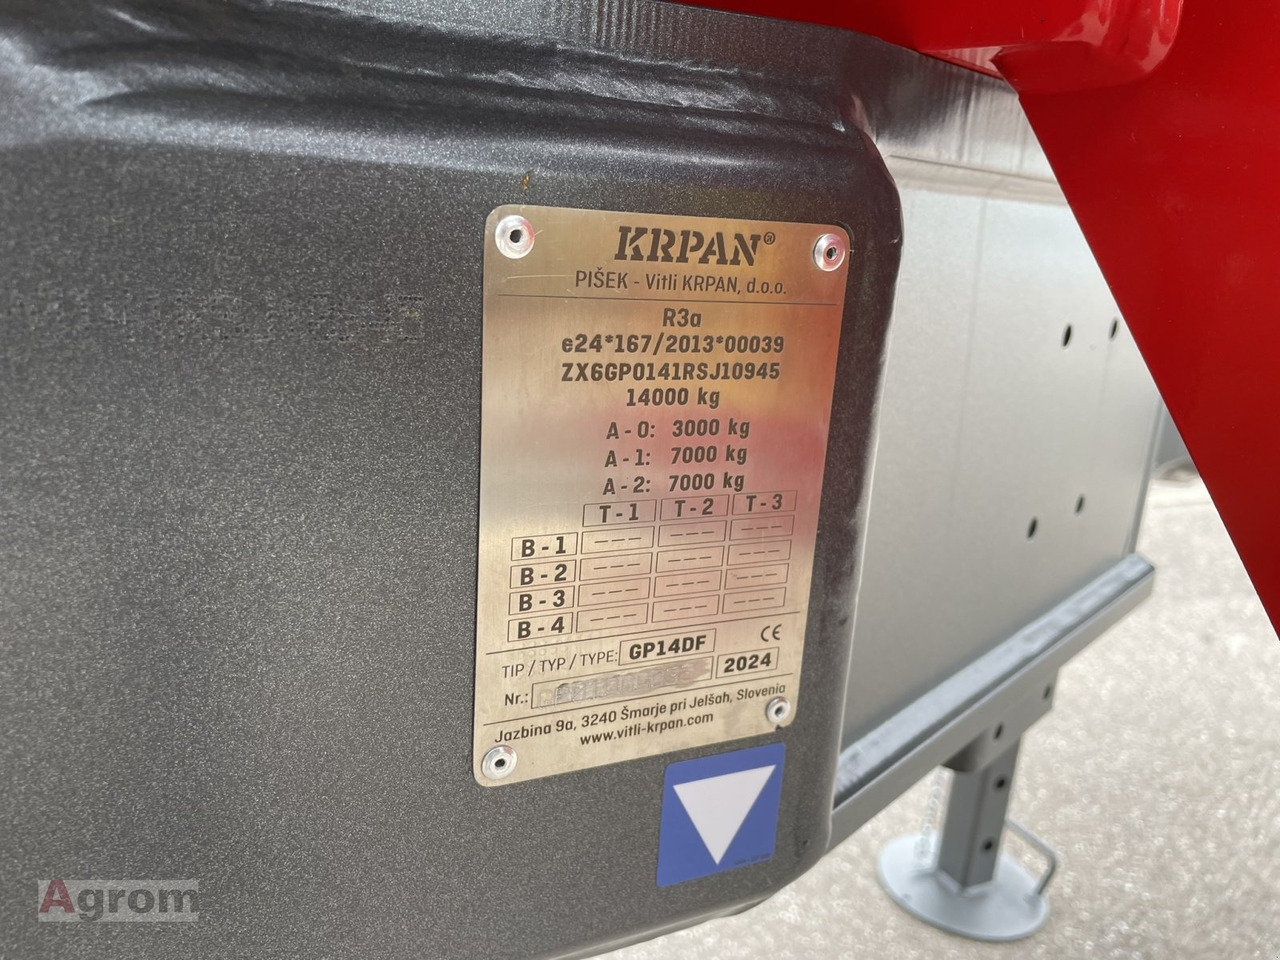 KRPAN®
PIŠEK - Vitli KRPAN, d.o.o.
R3a
e24*167/2013*00039
ZX6GP0141RSJ10945
14000 kg
A - 0: 3000 kg
A - 1: 7000 kg
A - 2: 7000 kg
T - 1 T - 2 T - 3
B - 1 --- --- ---
B - 2 --- --- ---
B - 3 --- --- ---
B - 4 --- --- ---
TIP / TYP / TYPE: GP14DF CE
Nr.: 2024
Jazbina 9a, 3240 Šmarje pri Jelšah, Slovenia
www.vitli-krpan.com
Agrom